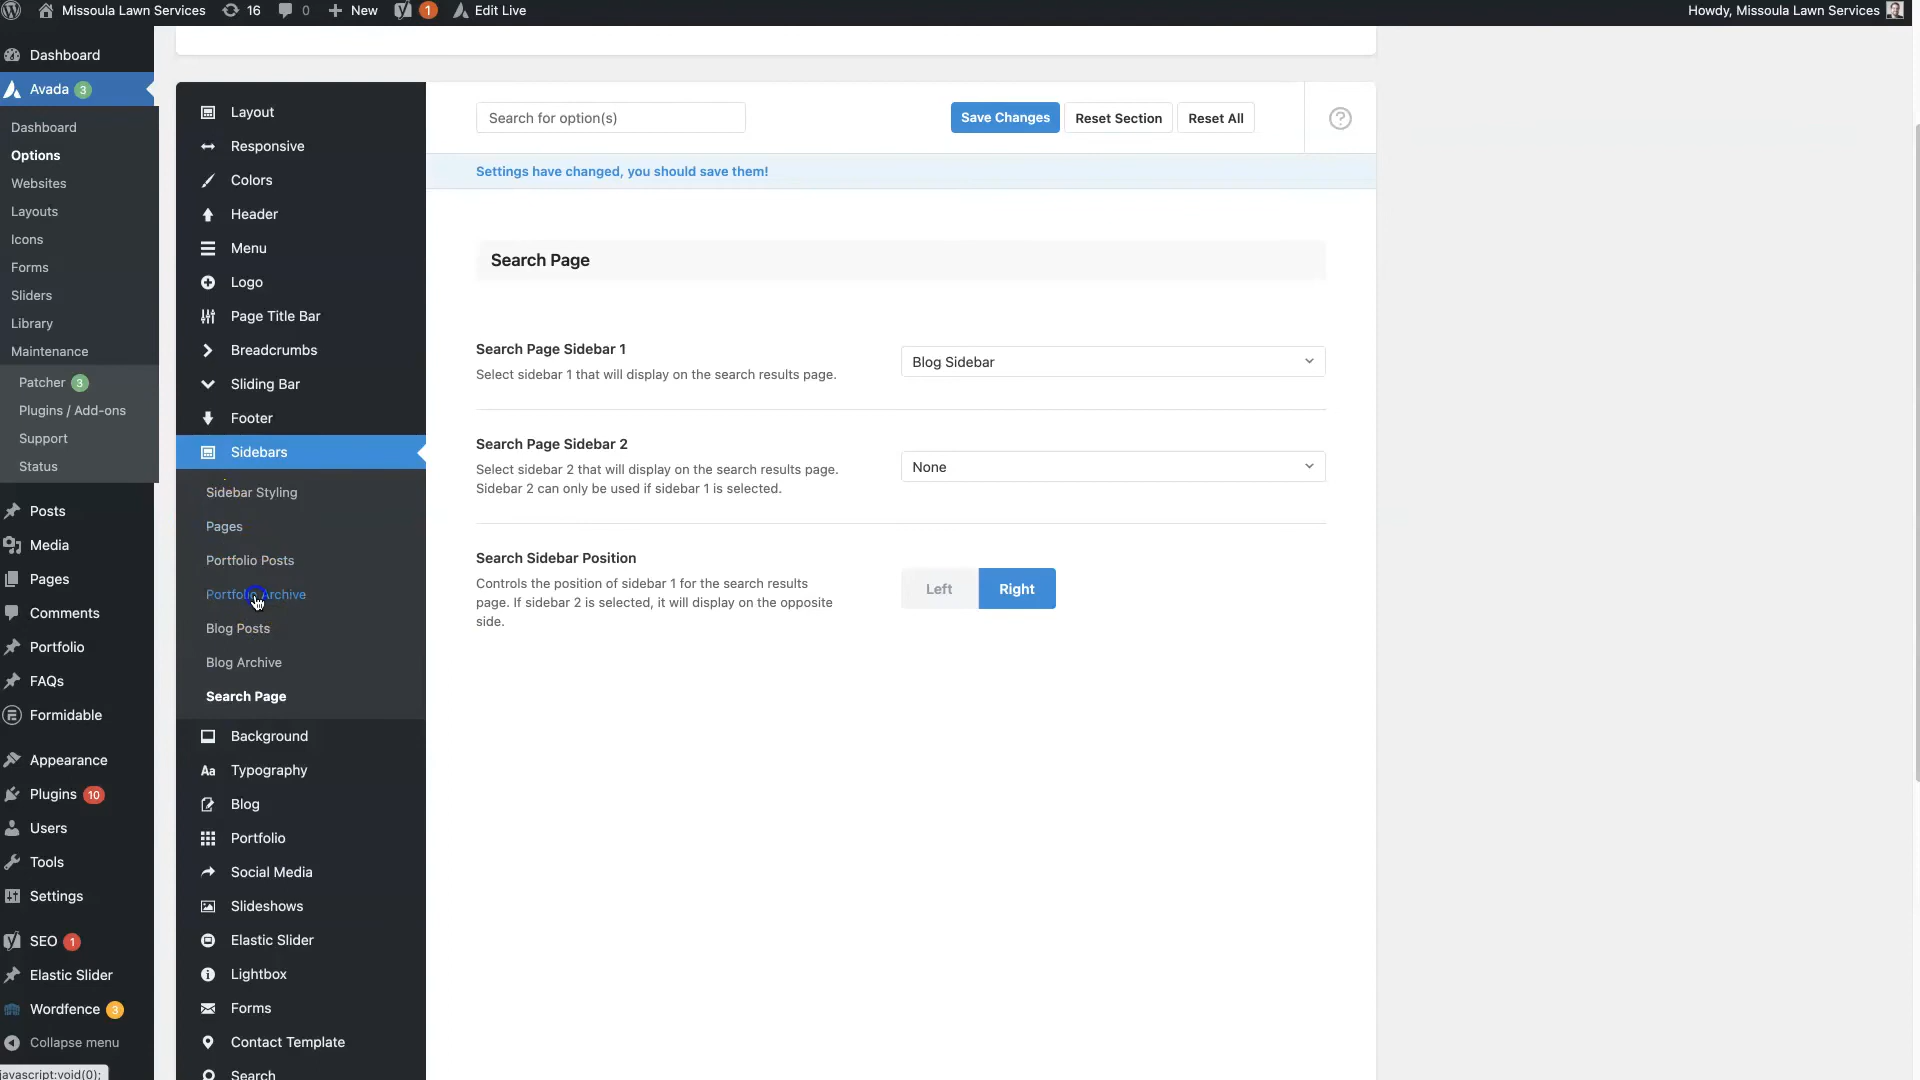 Missoula Lawn Services 16 0 New 1 Edit Live Howdy, Missoula Lawn Services
Dashboard
Avada 3
Dashboard
Options
Websites
Layouts
Icons
Forms
Sliders
Library
Maintenance
Patcher 3
Plugins / Add-ons
Support
Status
Posts
Media
Pages
Comments
Portfolio
FAQs
Formidable
Appearance
Plugins 10
Users
Tools
Settings
SEO 1
Elastic Slider
Wordfence 3
Collapse menu
javascript:void(0);
Layout
Responsive
Colors
Header
Menu
Logo
Page Title Bar
Breadcrumbs
Sliding Bar
Footer
Sidebars
Sidebar Styling
Pages
Portfolio Posts
Portfolio Archive
Blog Posts
Blog Archive
Search Page
Background
Aa Typography
Blog
Portfolio
Social Media
Slideshows
Elastic Slider
Lightbox
Forms
Contact Template
Search
Search for option(s)
Save Changes Reset Section Reset All
Settings have changed, you should save them!
Search Page
Search Page Sidebar 1
Select sidebar 1 that will display on the search results page.
Blog Sidebar
Search Page Sidebar 2
Select sidebar 2 that will display on the search results page.
Sidebar 2 can only be used if sidebar 1 is selected.
None
Search Sidebar Position
Controls the position of sidebar 1 for the search results
page. If sidebar 2 is selected, it will display on the opposite
side.
Left Right